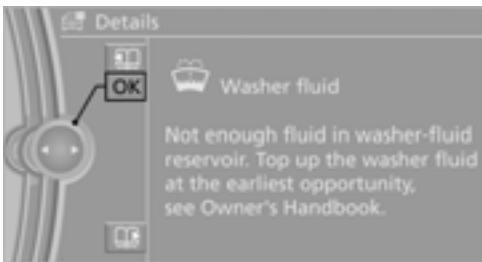 Details
OK
Washer fluid
Not enough fluid in washer-fluid
reservoir. Top up the washer fluid
at the earliest opportunity,
see Owner's Handbook.